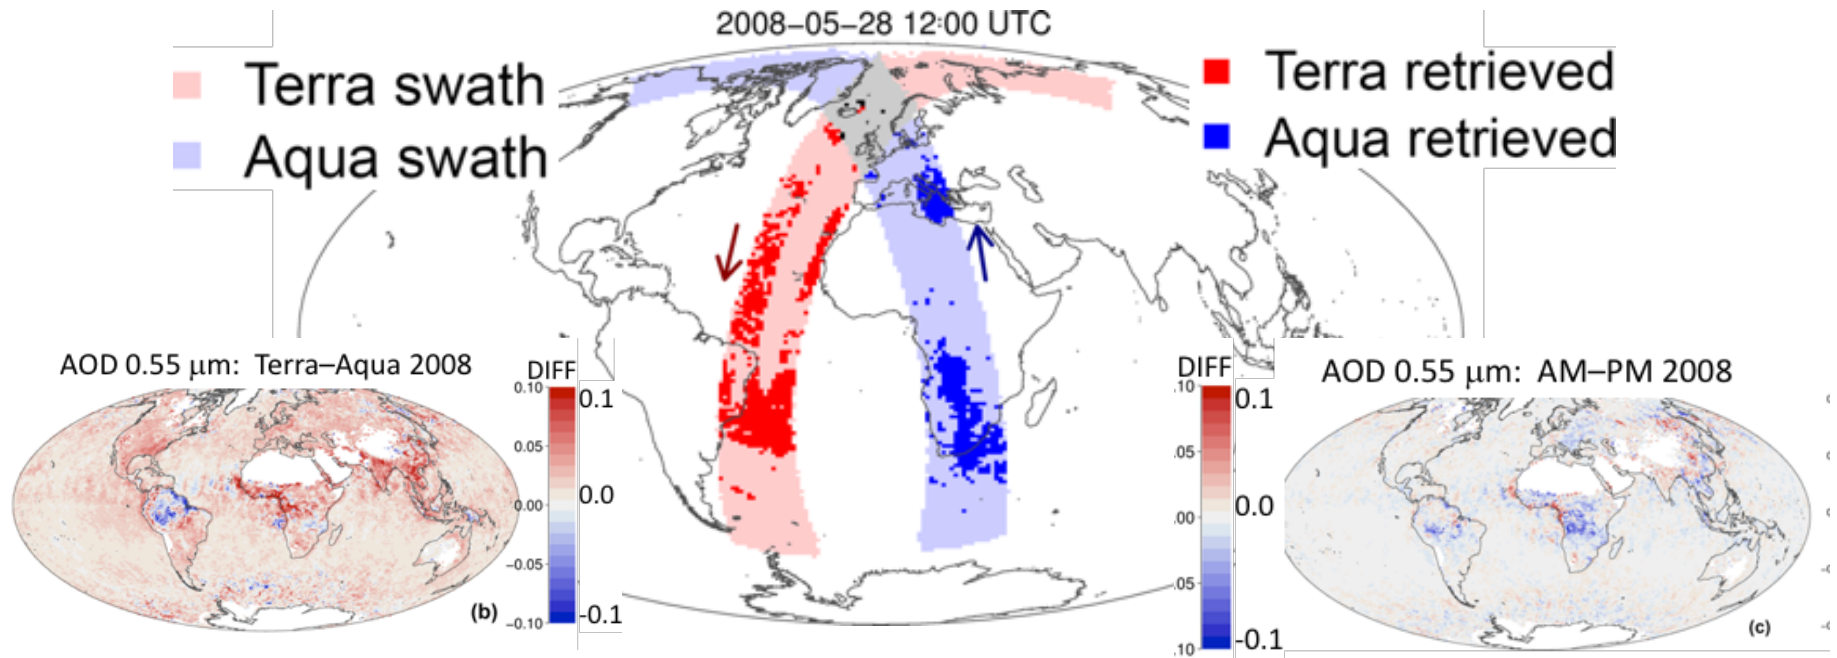 2008−05−28 12:00 UTC
Terra swath
Aqua swath
Terra retrieved
Aqua retrieved
AOD 0.55 μm: Terra–Aqua 2008
DIFF
0.10
0.05
0.00
−0.05
−0.10
0.1
0.0
-0.1
(b)
DIFF
.10
.05
.00
.05
.10
0.1
0.0
-0.1
AOD 0.55 μm: AM–PM 2008
(c)